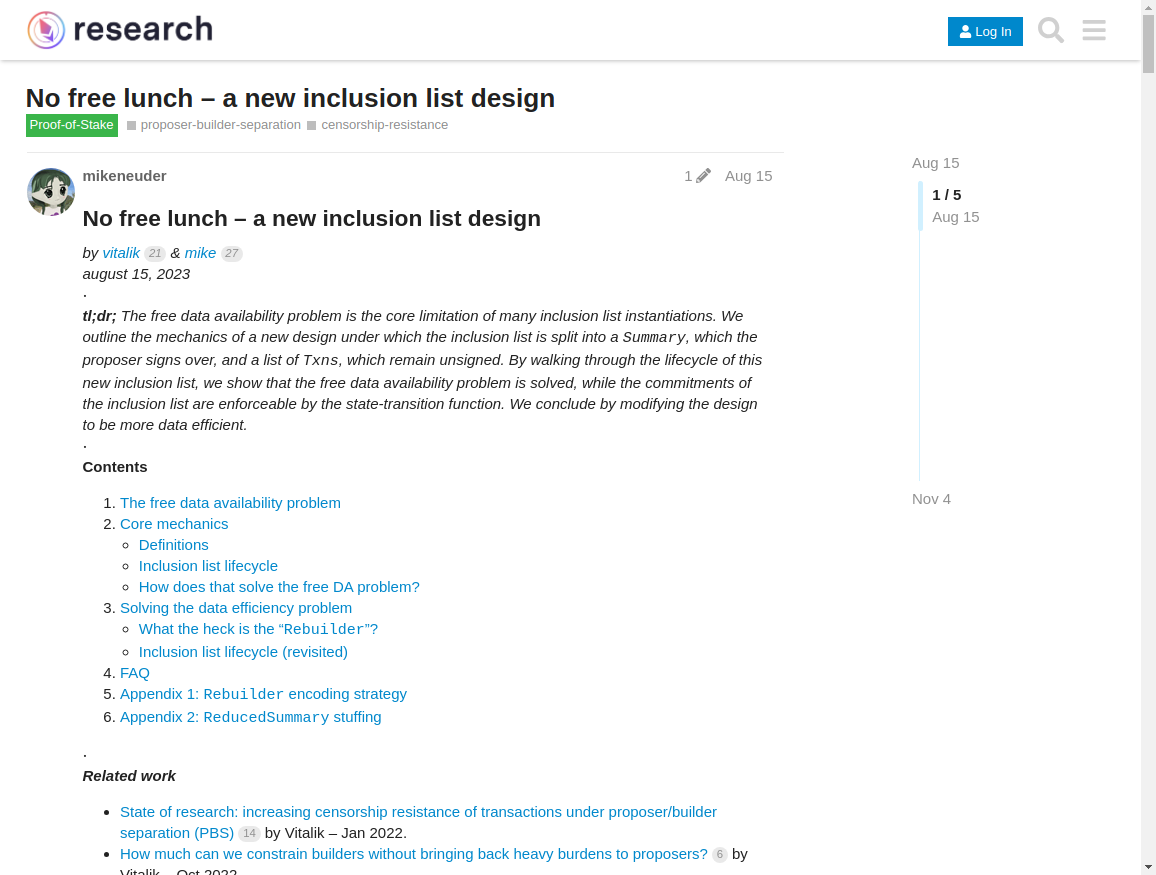 research
Log In
No free lunch – a new inclusion list design
Proof-of-Stake proposer-builder-separation censorship-resistance
mikeneuder 1 Aug 15
No free lunch – a new inclusion list design
by vitalik 21 & mike 27
august 15, 2023
.
tl;dr; The free data availability problem is the core limitation of many inclusion list instantiations. We
outline the mechanics of a new design under which the inclusion list is split into a Summary, which the
proposer signs over, and a list of Txns, which remain unsigned. By walking through the lifecycle of this
new inclusion list, we show that the free data availability problem is solved, while the commitments of
the inclusion list are enforceable by the state-transition function. We conclude by modifying the design
to be more data efficient.
.
Contents
1. The free data availability problem
2. Core mechanics
◦ Definitions
◦ Inclusion list lifecycle
◦ How does that solve the free DA problem?
3. Solving the data efficiency problem
◦ What the heck is the “Rebuilder”?
◦ Inclusion list lifecycle (revisited)
4. FAQ
5. Appendix 1: Rebuilder encoding strategy
6. Appendix 2: ReducedSummary stuffing
.
Related work
• State of research: increasing censorship resistance of transactions under proposer/builder
separation (PBS) 14 by Vitalik – Jan 2022.
• How much can we constrain builders without bringing back heavy burdens to proposers? 6 by
Vitalik – Oct 2022.
Aug 15
1 / 5
Aug 15
Nov 4